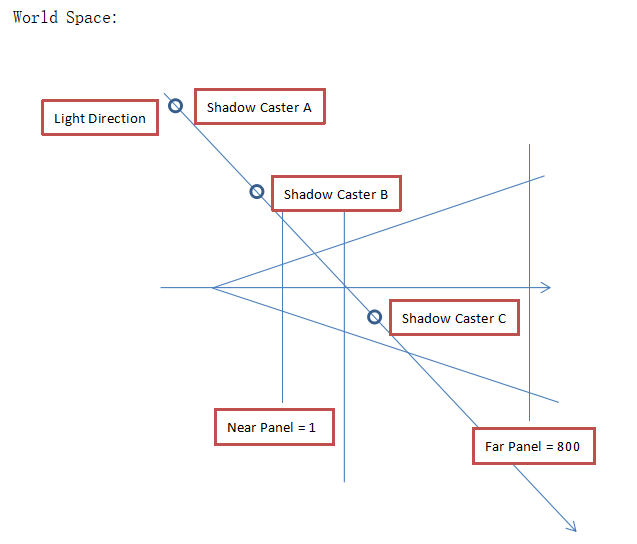 World Space:
Shadow Caster A
Light Direction
Shadow Caster B
Shadow Caster C
Near Panel = 1
Far Panel = 800